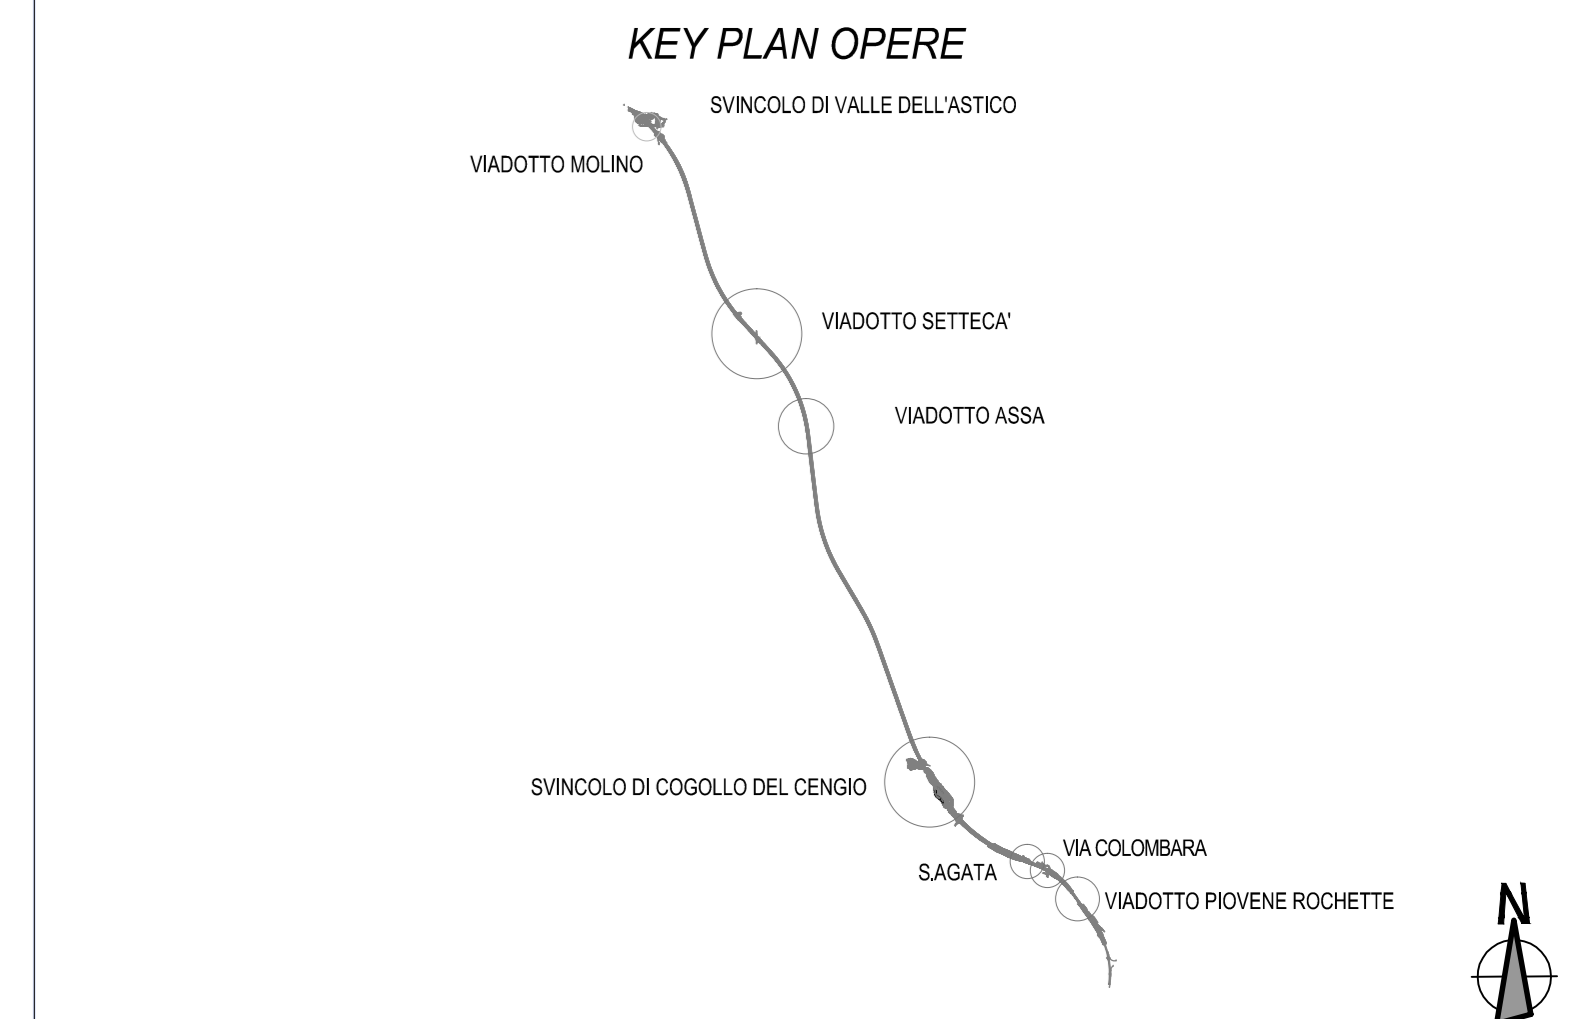 KEY PLAN OPERE
SVINCOLO DI VALLE DELL'ASTICO
VIADOTTO MOLINO
VIADOTTO SETTECA'
VIADOTTO ASSA
SVINCOLO DI COGOLLO DEL CENGIO
VIA COLOMBARA
S.AGATA
VIADOTTO PIOVENE ROCHETTE
N